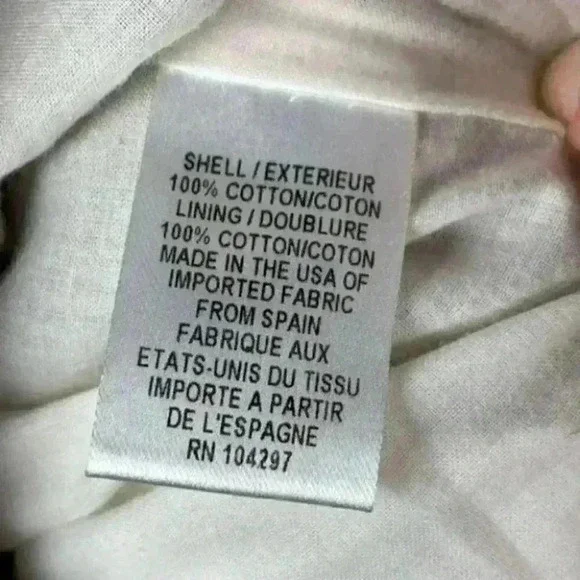 SHELL / EXTERIEUR
100% COTTON/COTON
LINING / DOUBLURE
100% COTTON/COTON
MADE IN THE USA OF
IMPORTED FABRIC
FROM SPAIN
FABRIQUE AUX
ETATS-UNIS DU TISSU
IMPORTE A PARTIR
DE L'ESPAGNE
RN 104297